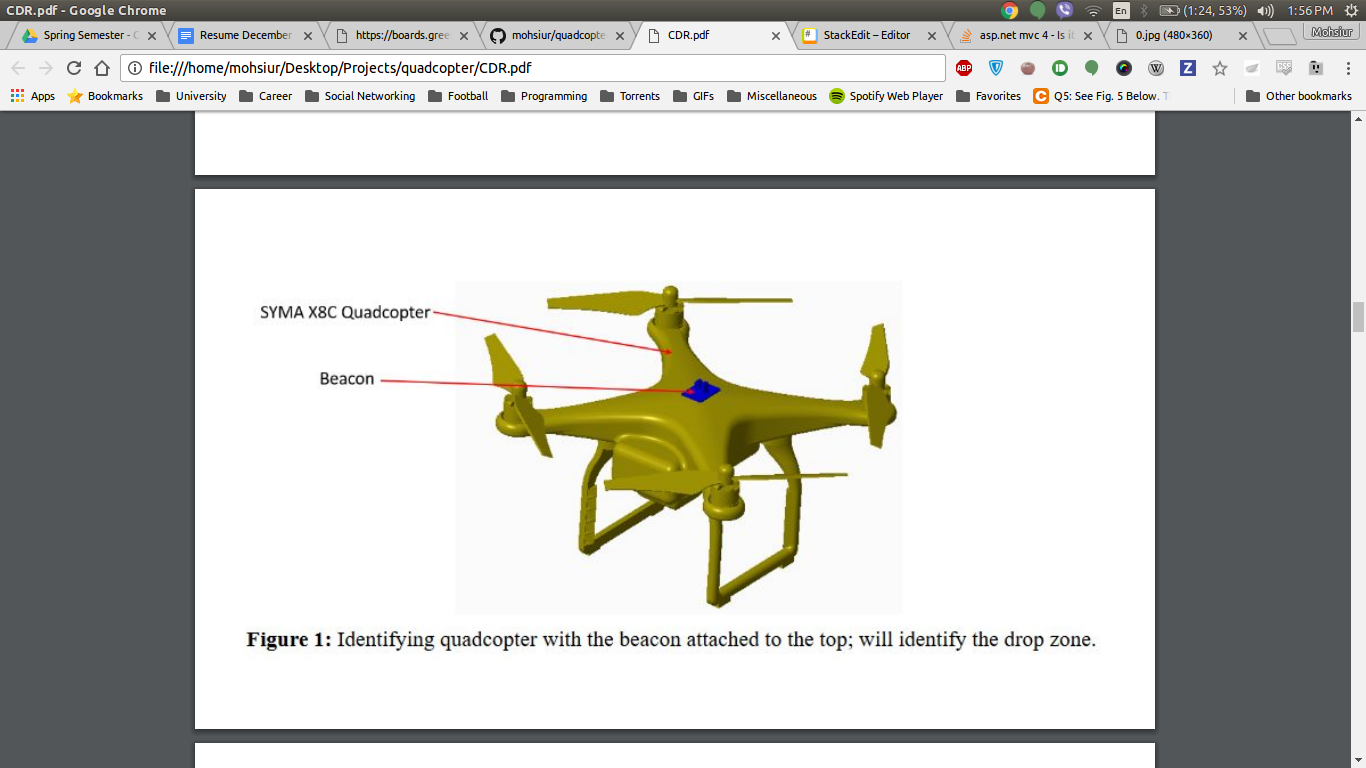 CDR.pdf - Google Chrome
En
(1:24, 53%)
1:56 PM
Spring Semester - 
Resume December
https://boards.gree
mohsiur/quadcopte
CDR.pdf
StackEdit – Editor
asp.net mvc 4 - Is it
0.jpg (480×360)
Mohsiur
file:///home/mohsiur/Desktop/Projects/quadcopter/CDR.pdf
ABP
W
Z
CSS
Apps
Bookmarks
University
Career
Social Networking
Football
Programming
Torrents
GIFs
Miscellaneous
Spotify Web Player
Favorites
C
Q5: See Fig. 5 Below. T
Other bookmarks
SYMA X8C Quadcopter
Beacon
Figure 1: Identifying quadcopter with the beacon attached to the top; will identify the drop zone.